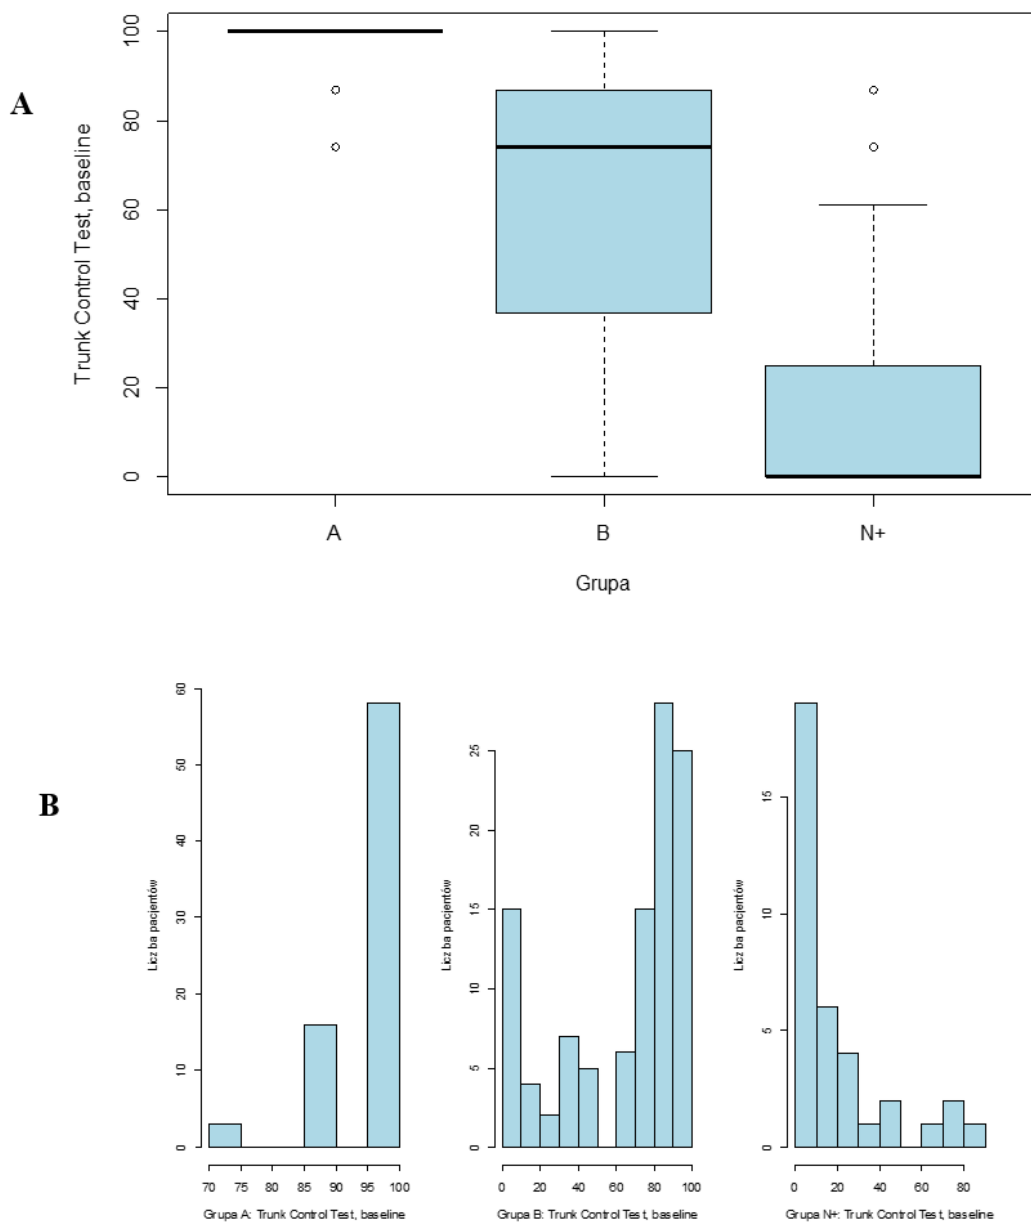 A
Trunk Control Test, baseline
100
80
60
40
20
0
A B N+
Grupa
B
Liczba pacjentów
60
50
40
30
20
10
0
70 75 80 85 90 95 100
Grupa A: Trunk Control Test, baseline
Liczba pacjentów
25
20
15
10
5
0
0 20 40 60 80 100
Grupa B: Trunk Control Test, baseline
Liczba pacjentów
15
10
5
0
0 20 40 60 80
Grupa N+: Trunk Control Test, baseline